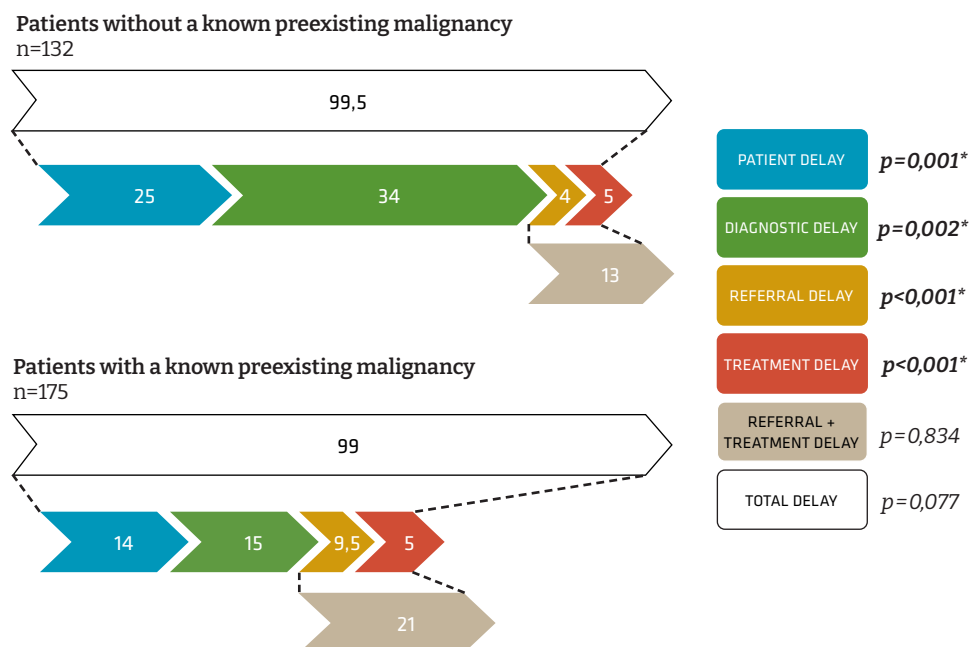 Patients without a known preexisting malignancy
n=132
99,5
25
34
4
5
13
Patients with a known preexisting malignancy
n=175
99
14
15
9,5
5
21
PATIENT DELAY
p=0,001*
DIAGNOSTIC DELAY
p=0,002*
REFERRAL DELAY
p<0,001*
TREATMENT DELAY
p<0,001*
REFERRAL +
TREATMENT DELAY
p=0,834
TOTAL DELAY
p=0,077